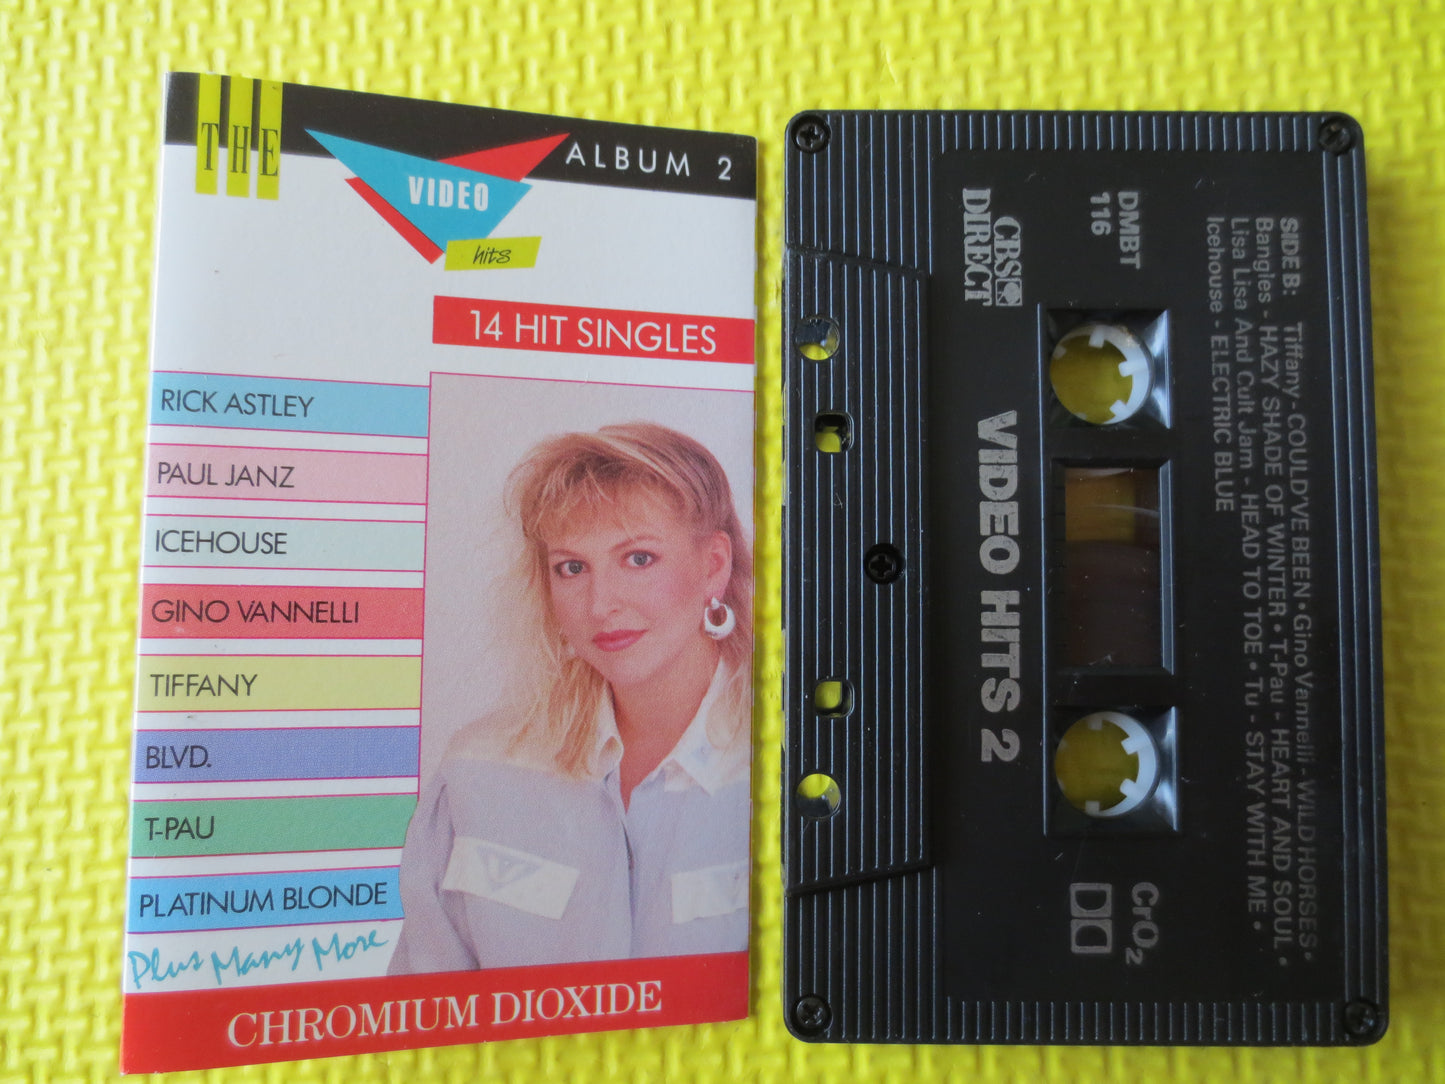 THE
VIDEO
hits
ALBUM 2
14 HIT SINGLES
RICK ASTLEY
PAUL JANZ
ICEHOUSE
GINO VANNELLI
TIFFANY
BLVD.
T-PAU
PLATINUM BLONDE
Plus Many More
CHROMIUM DIOXIDE
SIDE B: Tiffany - COULD'VE BEEN • Gino Vannelli - WILD HORSES •
Bangles - HAZY SHADE OF WINTER • T-Pau - HEART AND SOUL •
Lisa Lisa And Cult Jam - HEAD TO TOE • Tu - STAY WITH ME •
Icehouse - ELECTRIC BLUE
DMBT
116
CBS
DIRECT
VIDEO HITS 2
CrO2